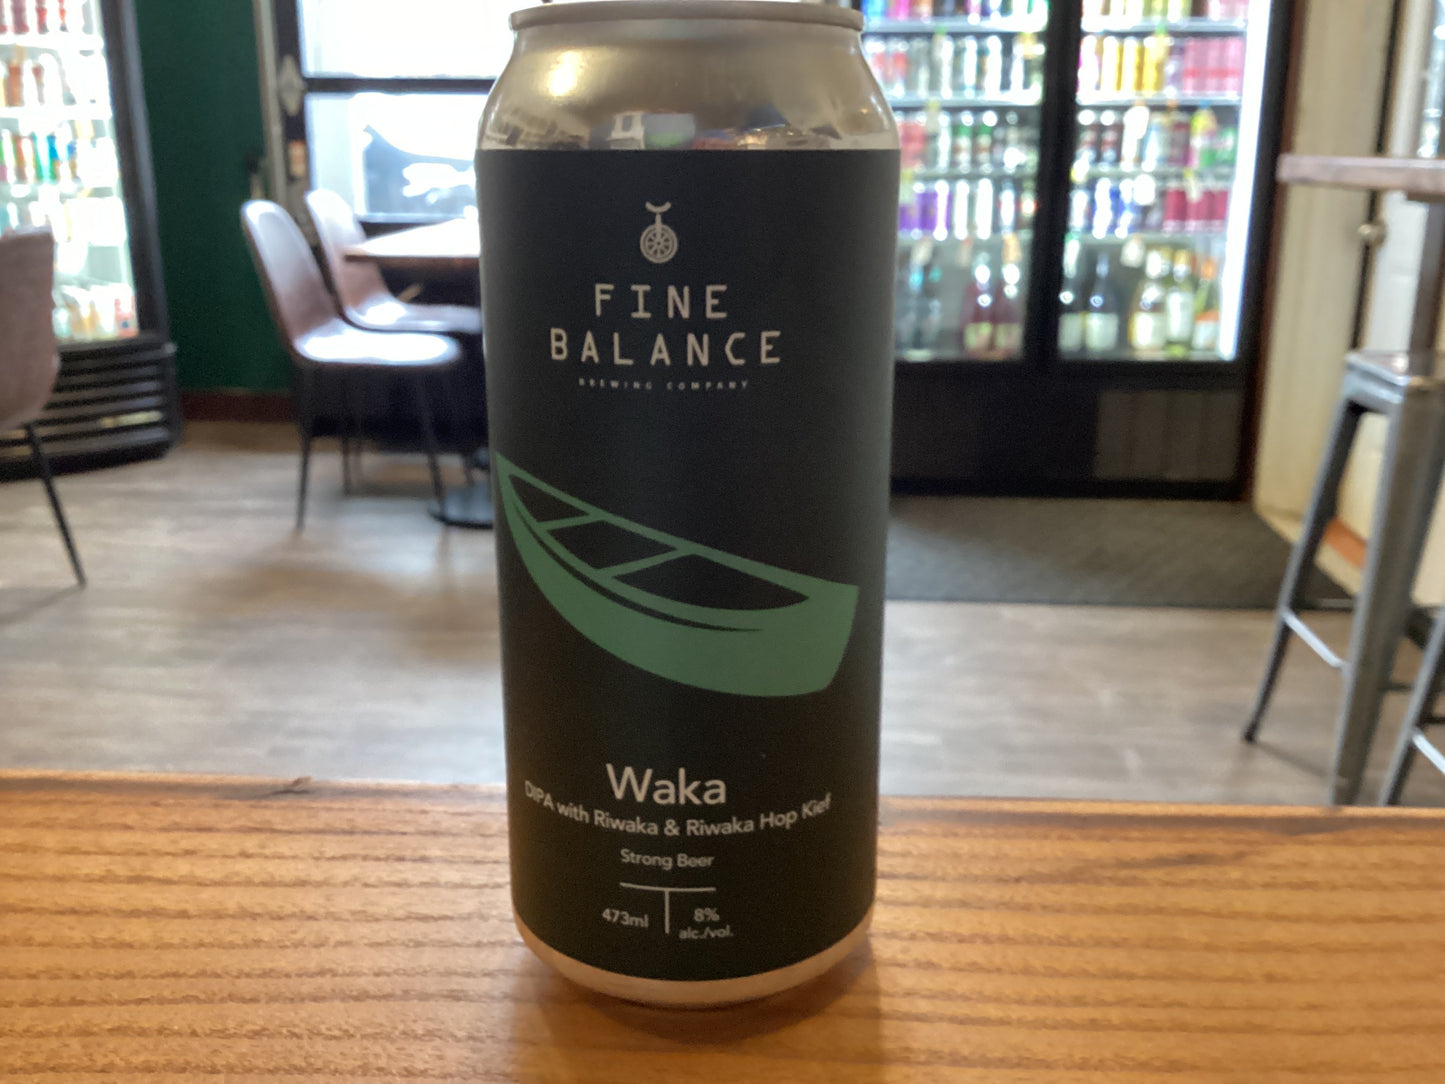 FINE
BALANCE
BREWING COMPANY
Waka
DIPA with Riwaka & Riwaka Hop Kief
Strong Beer
473ml
8%
alc./vol.